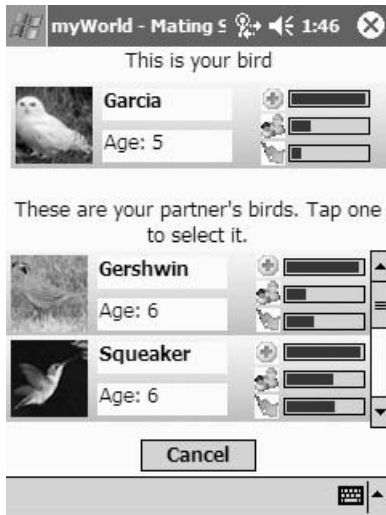 myWorld - Mating S 1:46
This is your bird
Garcia
Age: 5
These are your partner's birds. Tap one
to select it.
Gershwin
Age: 6
Squeaker
Age: 6
Cancel